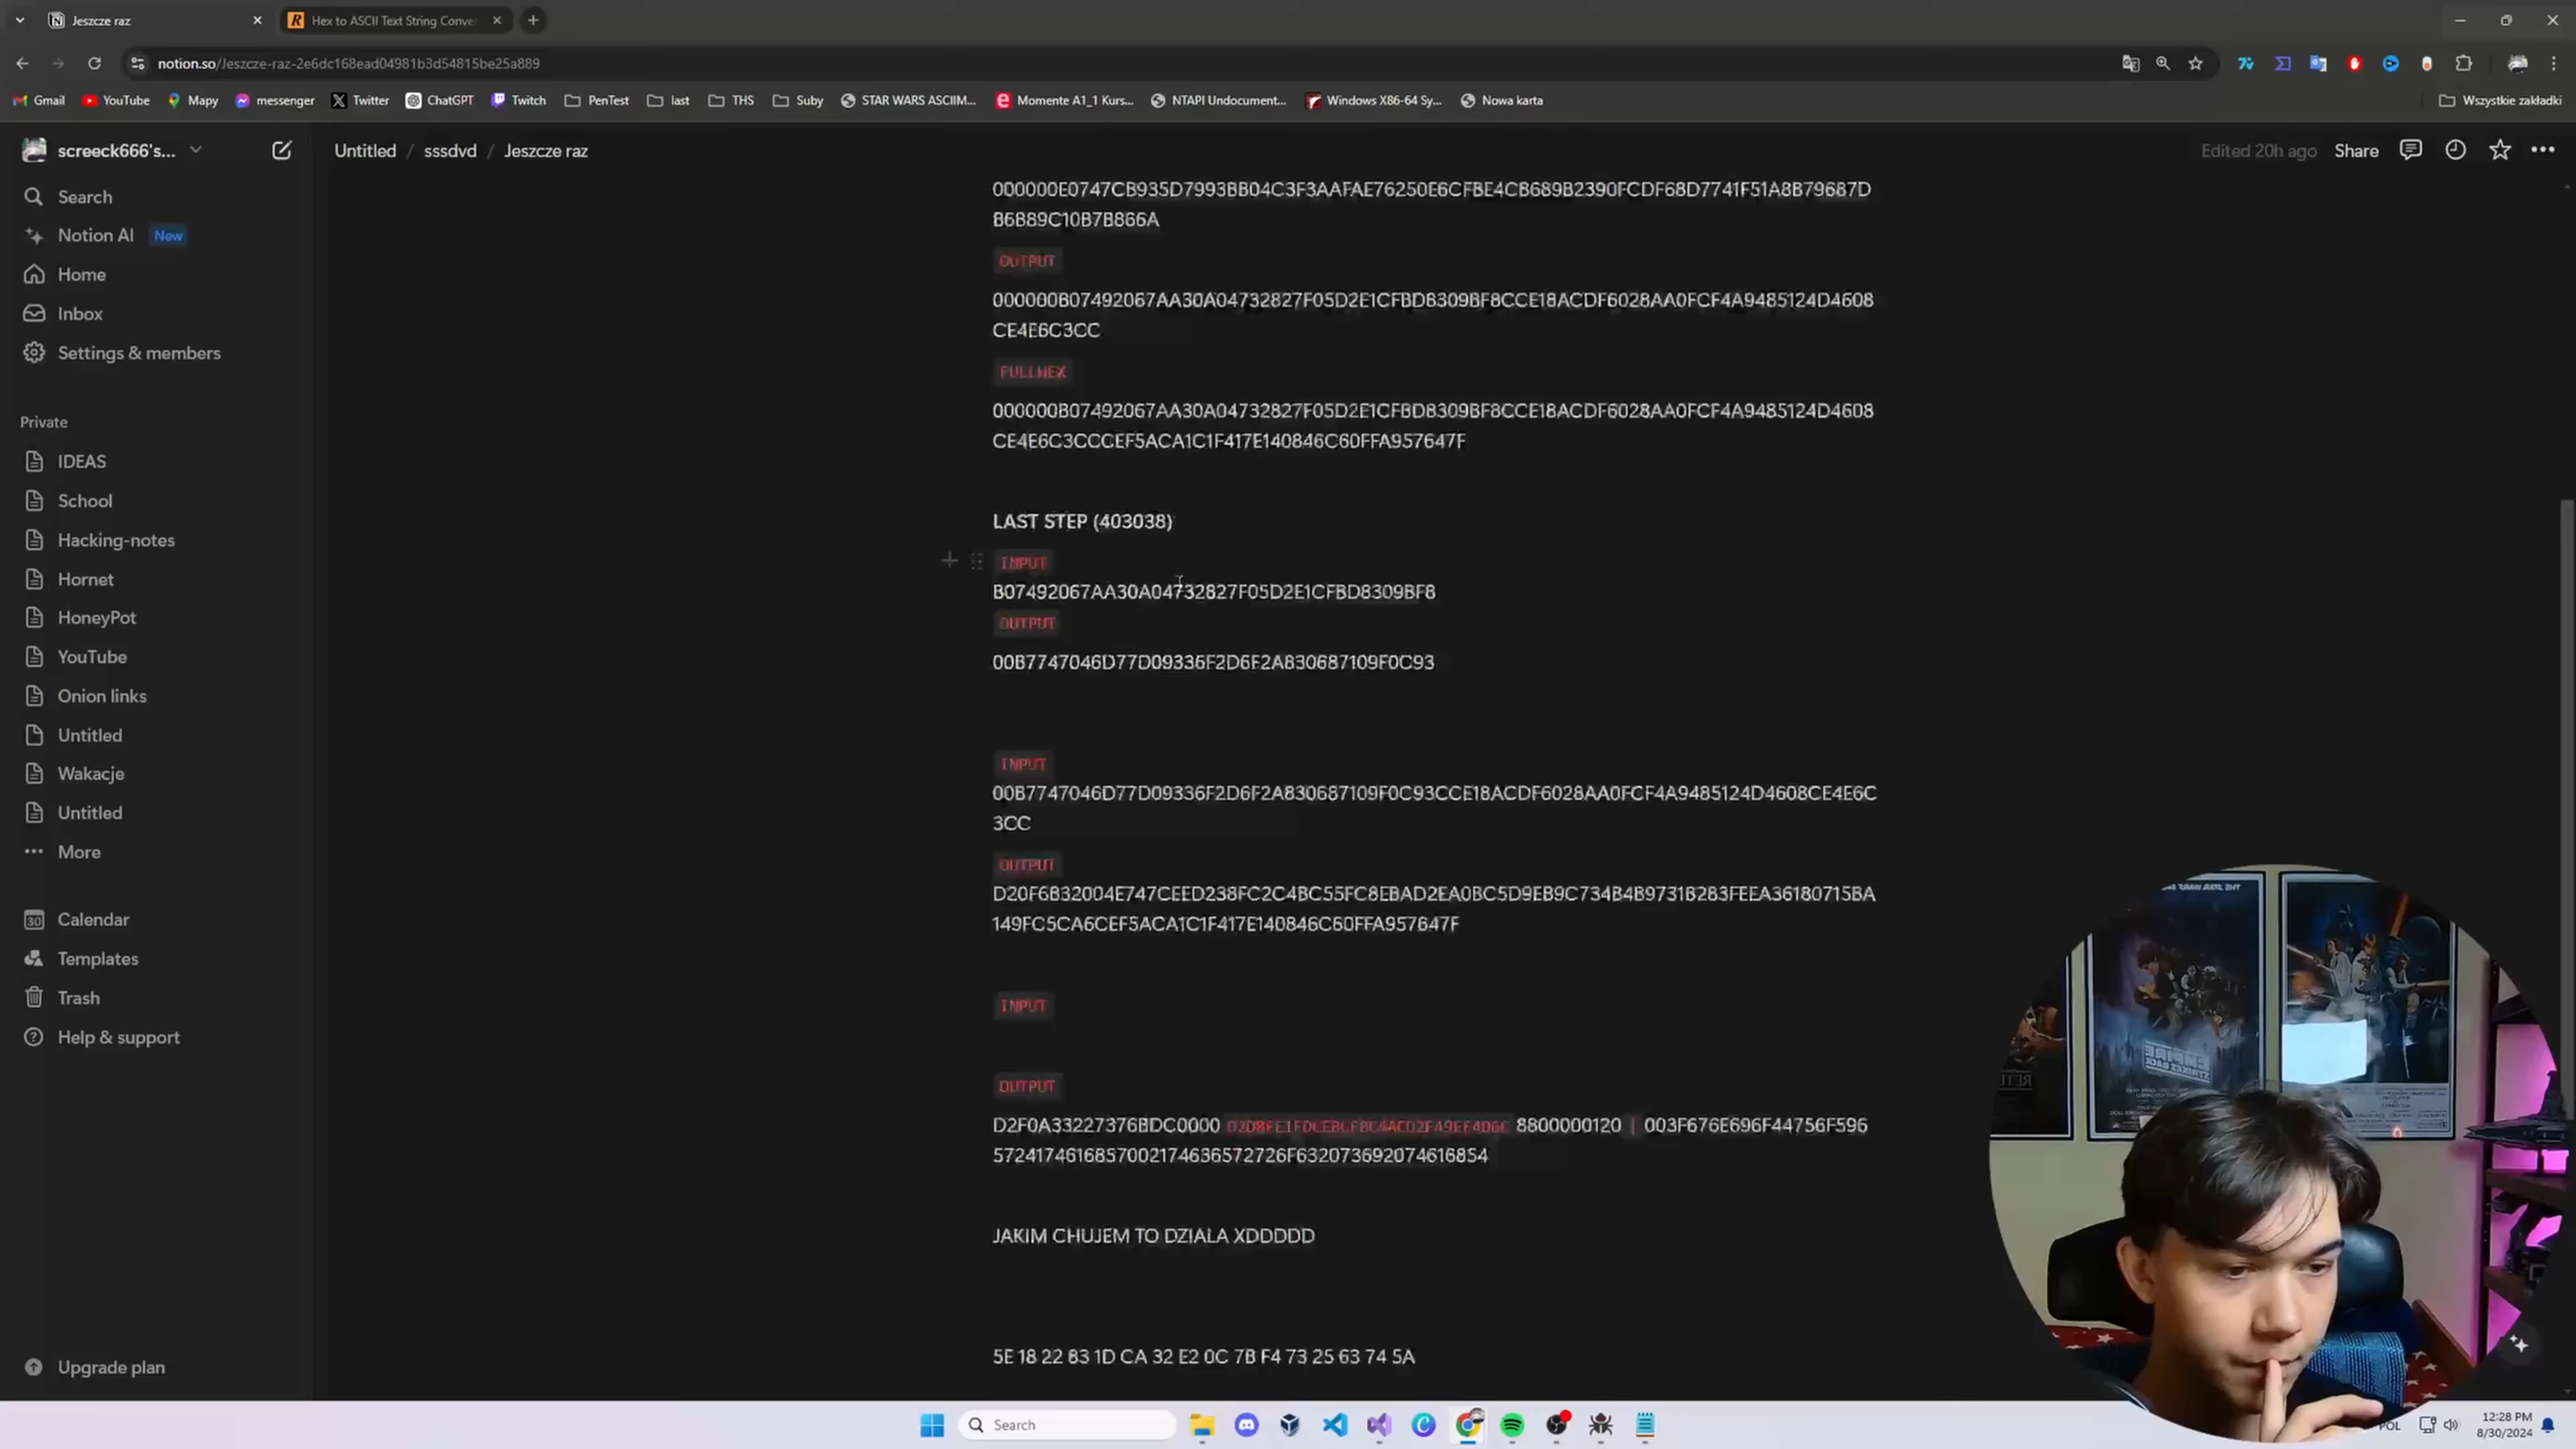 Jeszcze raz
Hex to ASCII Text String Conver
notion.so/Jeszcze-raz-2e6dc168ead04981b3d54815be25a889
Gmail YouTube Mapy messenger Twitter ChatGPT Twitch PenTest last THS Suby STAR WARS ASCIIM... Momente A1_1 Kurs... NTAPI Undocument... Windows X86-64 Sy... Nowa karta Wszystkie zakładki
screeck666's...
Untitled / sssdvd / Jeszcze raz
Edited 20h ago Share
Search
Notion AI New
Home
Inbox
Settings & members
Private
IDEAS
School
Hacking-notes
Hornet
HoneyPot
YouTube
Onion links
Untitled
Wakacje
Untitled
More
Calendar
Templates
Trash
Help & support
Upgrade plan
000000E0747CB935D7993BB04C3F3AAFAE76250E6CFBE4CB689B2390FCDF68D7741F51A8B79687D
B6889C10B7B866A
OUTPUT
000000B07492067AA30A04732827F05D2E1CFBD8309BF8CCE18ACDF6028AA0FCF4A9485124D4608
CE4E6C3CC
FULLHEX
000000B07492067AA30A04732827F05D2E1CFBD8309BF8CCE18ACDF6028AA0FCF4A9485124D4608
CE4E6C3CCCEF5ACA1C1F417E140846C60FFA957647F
LAST STEP (403038)
INPUT
B07492067AA30A04732827F05D2E1CFBD8309BF8
OUTPUT
00B7747046D77D09336F2D6F2A830687109F0C93
INPUT
00B7747046D77D09336F2D6F2A830687109F0C93CCE18ACDF6028AA0FCF4A9485124D4608CE4E6C
3CC
OUTPUT
D20F6B32004E747CEED238FC2C4BC55FC8EBAD2EA0BC5D9EB9C734B4B9731B283FEEA36180715BA
149FC5CA6CEF5ACA1C1F417E140846C60FFA957647F
INPUT
OUTPUT
D2F0A33227376BDC0000 8800000120 | 003F676E696F44756F596
572417461685700217463657​2726F632073692074616854
JAKIM CHUJEM TO DZIALA XDDDDD
5E 18 22 83 1D CA 32 E2 0C 7B F4 73 25 63 74 5A
Search
POL
12:28 PM
8/30/2024